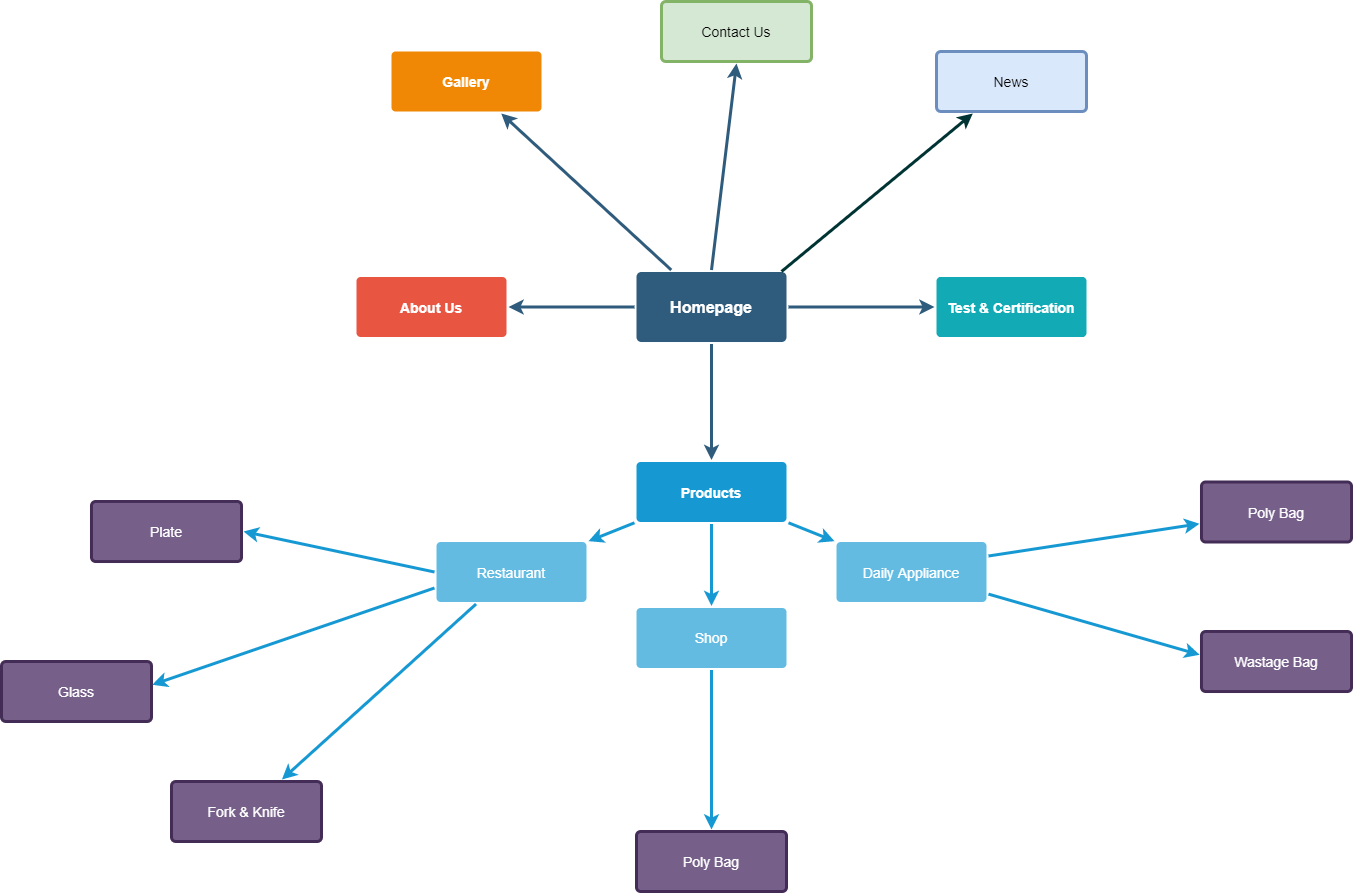 Contact Us
Gallery
News
About Us
Homepage
Test & Certification
Products
Poly Bag
Plate
Restaurant
Daily Appliance
Shop
Wastage Bag
Glass
Fork & Knife
Poly Bag